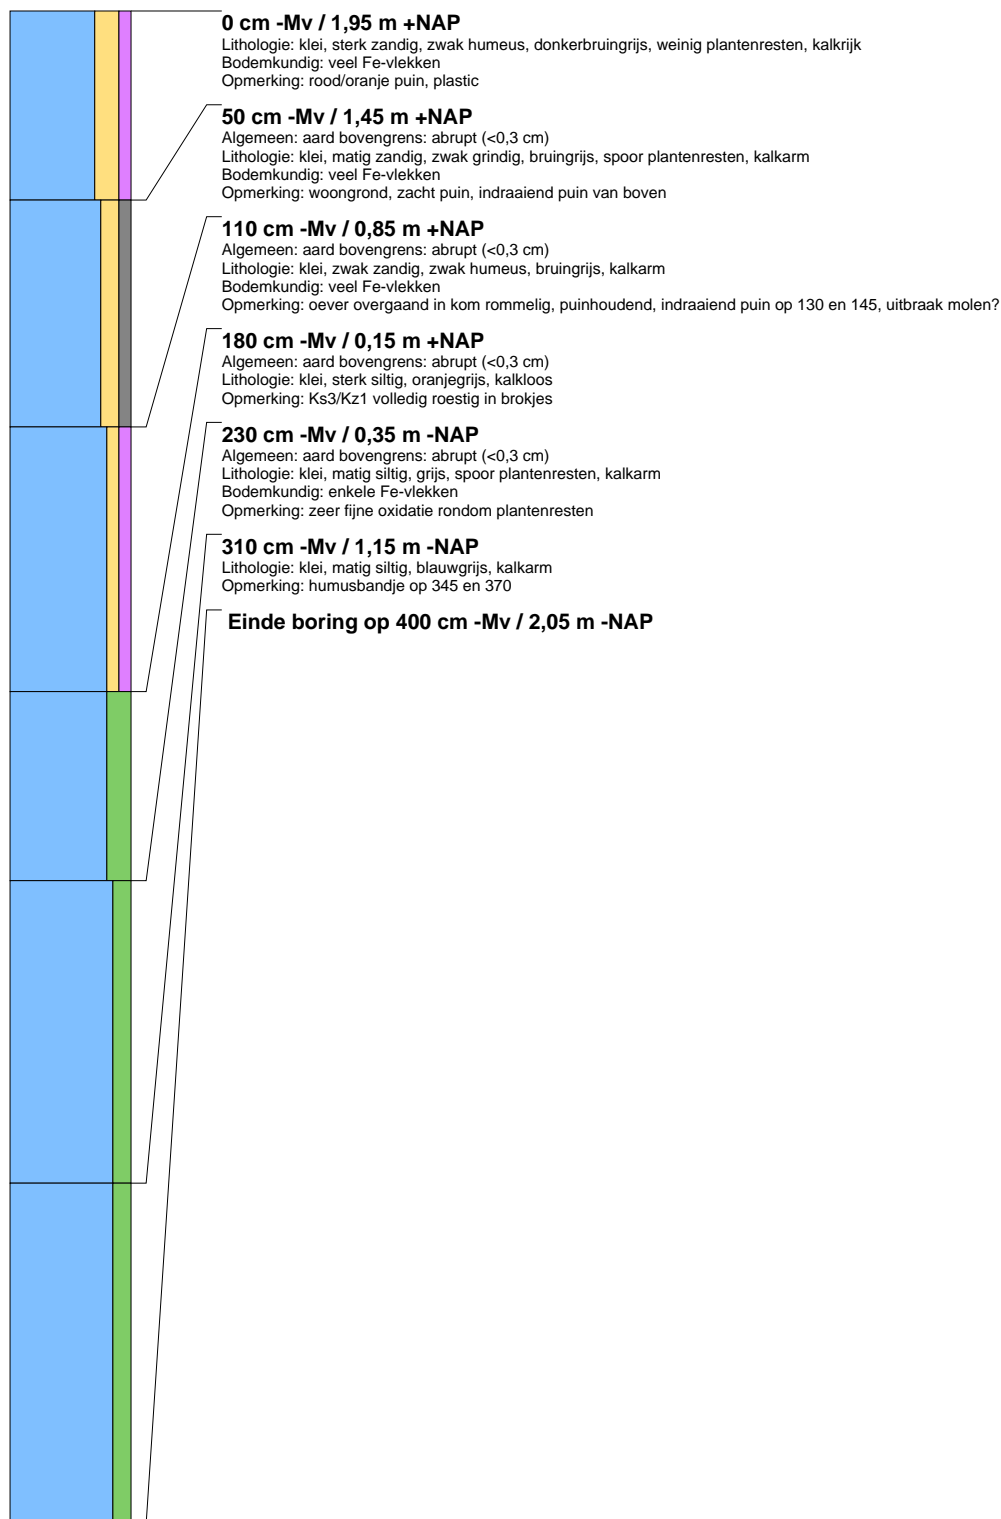 0 cm -Mv / 1,95 m +NAP
Lithologie: klei, sterk zandig, zwak humeus, donkerbruingrijs, weinig plantenresten, kalkrijk
Bodemkundig: veel Fe-vlekken
Opmerking: rood/oranje puin, plastic
50 cm -Mv / 1,45 m +NAP
Algemeen: aard bovengrens: abrupt (<0,3 cm)
Lithologie: klei, matig zandig, zwak grindig, bruingrijs, spoor plantenresten, kalkarm
Bodemkundig: veel Fe-vlekken
Opmerking: woongrond, zacht puin, indraaiend puin van boven
110 cm -Mv / 0,85 m +NAP
Algemeen: aard bovengrens: abrupt (<0,3 cm)
Lithologie: klei, zwak zandig, zwak humeus, bruingrijs, kalkarm
Bodemkundig: veel Fe-vlekken
Opmerking: oever overgaand in kom rommelig, puinhoudend, indraaiend puin op 130 en 145, uitbraak molen?
180 cm -Mv / 0,15 m +NAP
Algemeen: aard bovengrens: abrupt (<0,3 cm)
Lithologie: klei, sterk siltig, oranjegrijs, kalkloos
Opmerking: Ks3/Kz1 volledig roestig in brokjes
230 cm -Mv / 0,35 m -NAP
Algemeen: aard bovengrens: abrupt (<0,3 cm)
Lithologie: klei, matig siltig, grijs, spoor plantenresten, kalkarm
Bodemkundig: enkele Fe-vlekken
Opmerking: zeer fijne oxidatie rondom plantenresten
310 cm -Mv / 1,15 m -NAP
Lithologie: klei, matig siltig, blauwgrijs, kalkarm
Opmerking: humusbandje op 345 en 370
Einde boring op 400 cm -Mv / 2,05 m -NAP